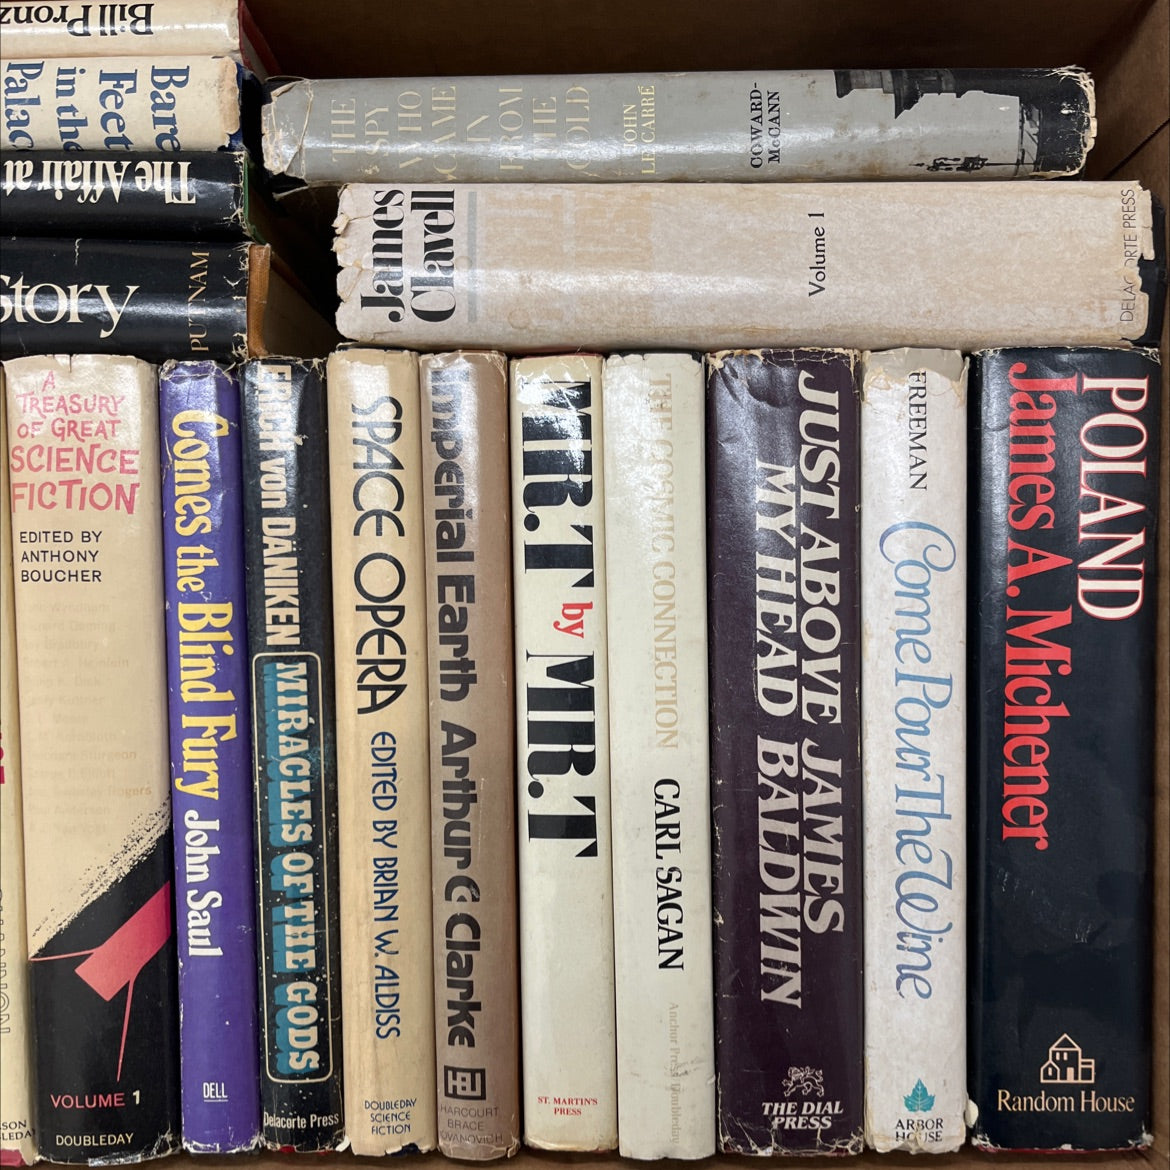 Bill Pronz
Bare
Feet
in the
Palac
The Affair at
Story
PUTNAM
THE
SPY
WHO
CAME
IN
FROM
THE
COLD
JOHN
LE CARRÉ
COWARD-
McCANN
James
Clavell
Volume 1
DELACORTE PRESS
A
TREASURY
OF GREAT
SCIENCE
FICTION
EDITED BY
ANTHONY
BOUCHER
VOLUME 1
DOUBLEDAY
Comes the Blind Fury John Saul
DELL
ERICH von DÄNIKEN MIRACLES OF THE GODS
Delacorte Press
SPACE OPERA EDITED BY BRIAN W. ALDISS
DOUBLEDAY
SCIENCE
FICTION
Imperial Earth Arthur C Clarke
HARCOURT
BRACE
JOVANOVICH
MR. T by MR. T
ST. MARTIN'S
PRESS
THE COSMIC CONNECTION CARL SAGAN
Anchor Press Doubleday
JUST ABOVE JAMES
MY HEAD BALDWIN
THE DIAL
PRESS
FREEMAN Come Pour The Wine
ARBOR
HOUSE
POLAND
James A. Michener
Random House